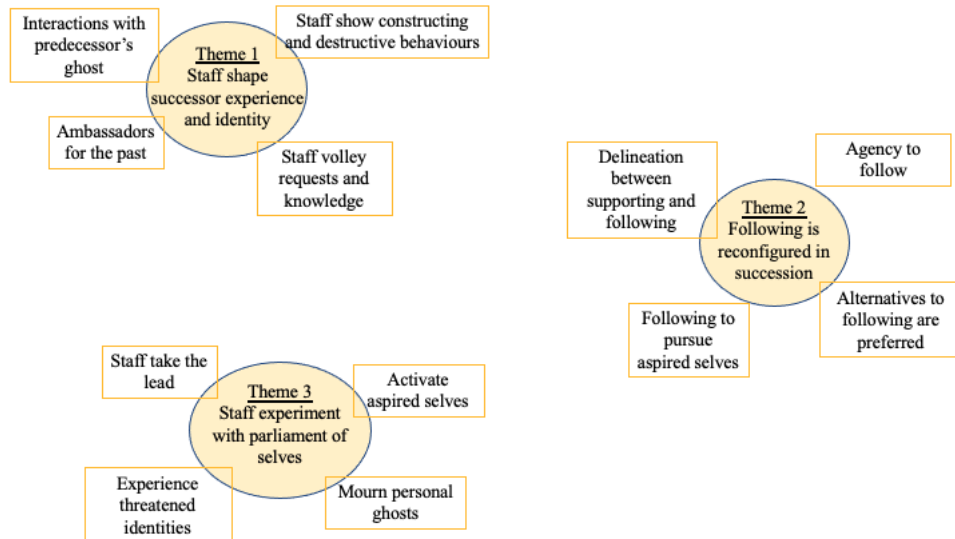 Interactions with
predecessor's
ghost
Staff show constructing
and destructive behaviours
Theme 1
Staff shape
successor experience
and identity
Ambassadors
for the past
Staff volley
requests and
knowledge
Delineation
between
supporting and
following
Agency to
follow
Theme 2
Following is
reconfigured in
succession
Following to
pursue
aspired selves
Alternatives to
following are
preferred
Staff take the
lead
Activate
aspired selves
Theme 3
Staff experiment
with parliament of
selves
Experience
threatened
identities
Mourn personal
ghosts